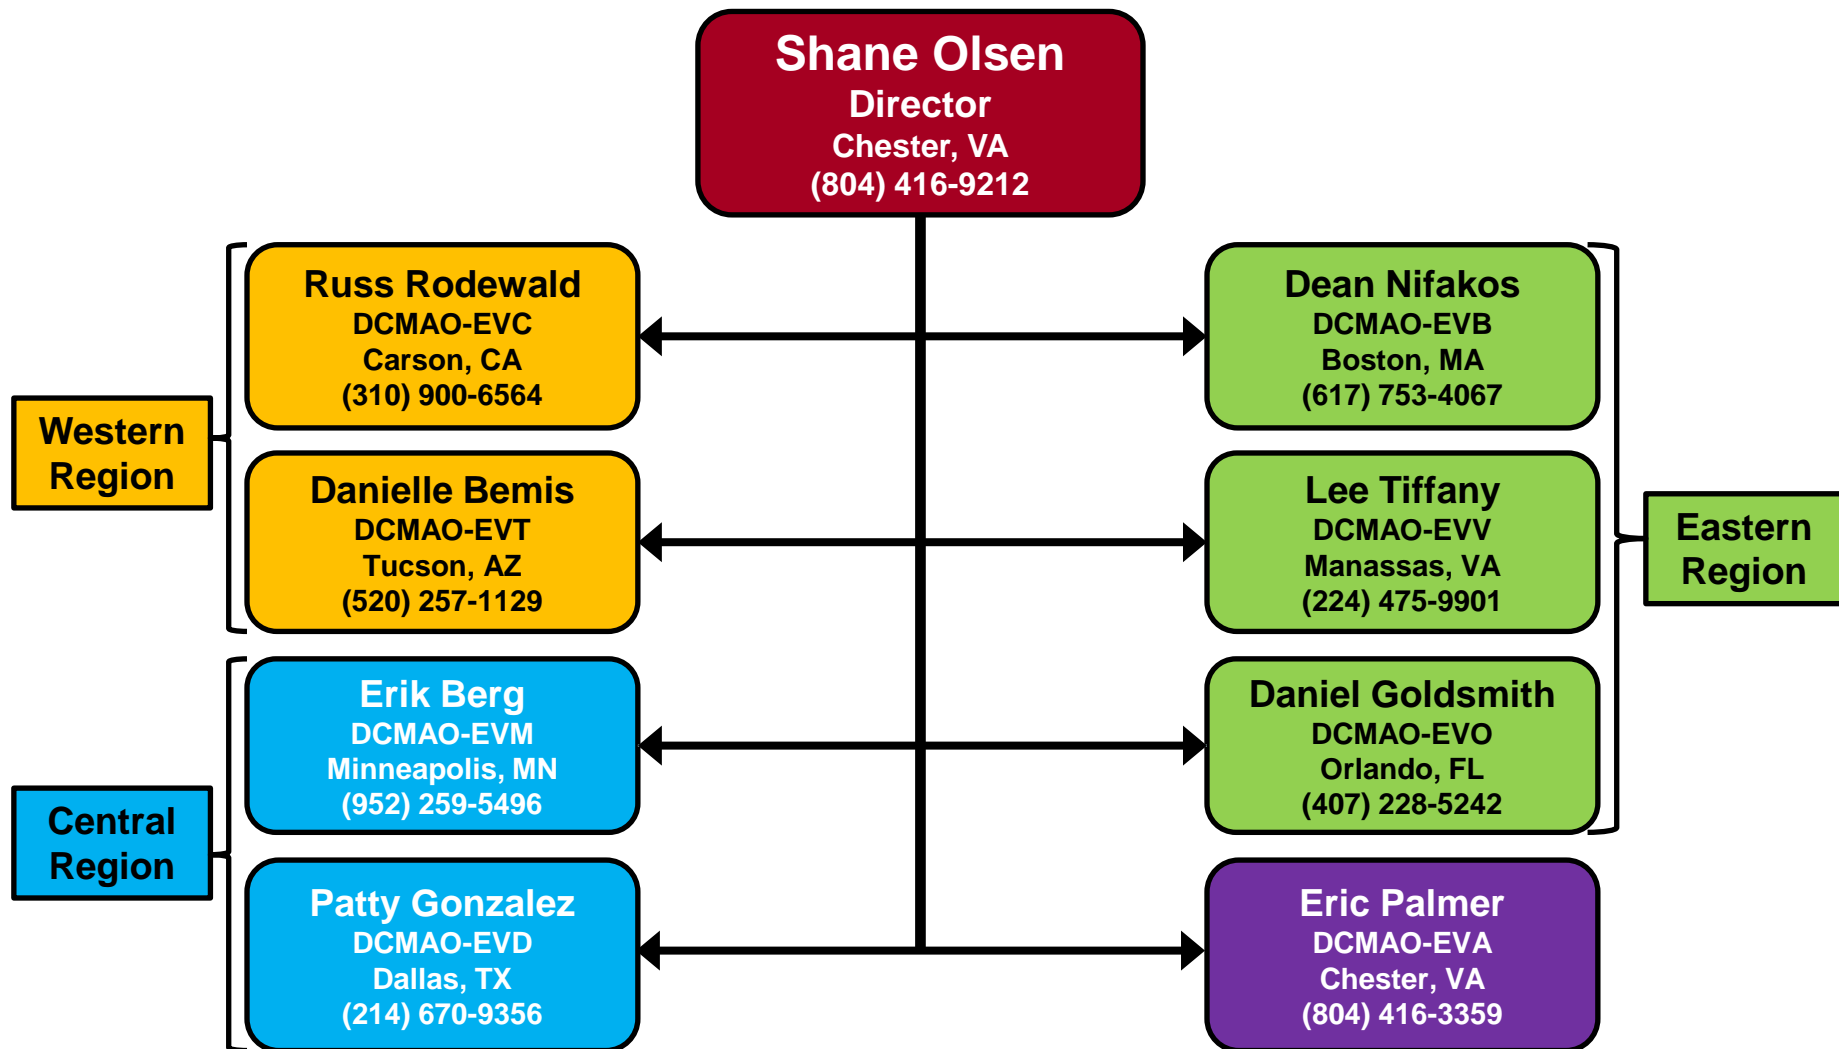 Shane Olsen
Director
Chester, VA
(804) 416-9212
Western
Region
Russ Rodewald
DCMAO-EVC
Carson, CA
(310) 900-6564
Danielle Bemis
DCMAO-EVT
Tucson, AZ
(520) 257-1129
Central
Region
Erik Berg
DCMAO-EVM
Minneapolis, MN
(952) 259-5496
Patty Gonzalez
DCMAO-EVD
Dallas, TX
(214) 670-9356
Dean Nifakos
DCMAO-EVB
Boston, MA
(617) 753-4067
Lee Tiffany
DCMAO-EVV
Manassas, VA
(224) 475-9901
Daniel Goldsmith
DCMAO-EVO
Orlando, FL
(407) 228-5242
Eastern
Region
Eric Palmer
DCMAO-EVA
Chester, VA
(804) 416-3359